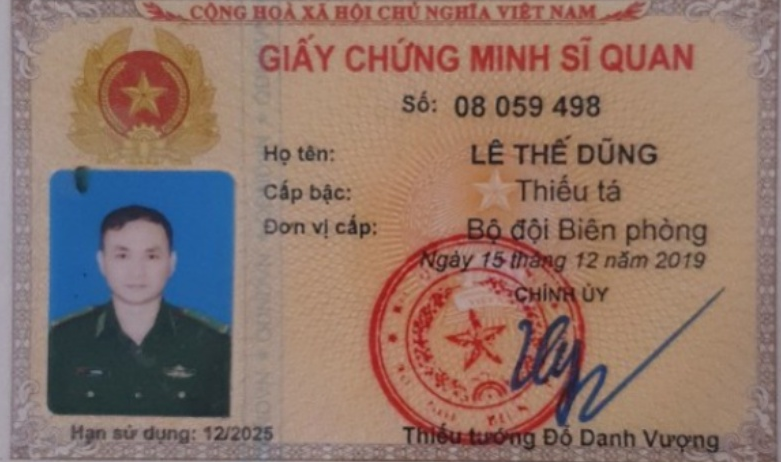 CỘNG HOÀ XÃ HỘI CHỦ NGHĨA VIỆT NAM
GIẤY CHỨNG MINH SĨ QUAN
Số: 08 059 498
Họ tên: LÊ THẾ DŨNG
Cấp bậc: Thiếu tá
Đơn vị cấp: Bộ đội Biên phòng
Ngày 15 tháng 12 năm 2019
CHÍNH ỦY
Hạn sử dụng: 12/2025
Thiếu tướng Đỗ Danh Vượng